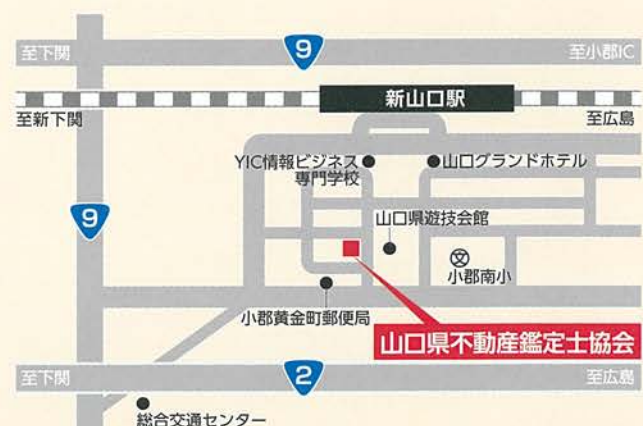 9
至下関
至小郡IC
新山口駅
至新下関
至広島
YIC情報ビジネス
専門学校
山口グランドホテル
9
山口県遊技会館
文
小郡南小
小郡黄金町郵便局
山口県不動産鑑定士協会
至下関
2
至広島
総合交通センター